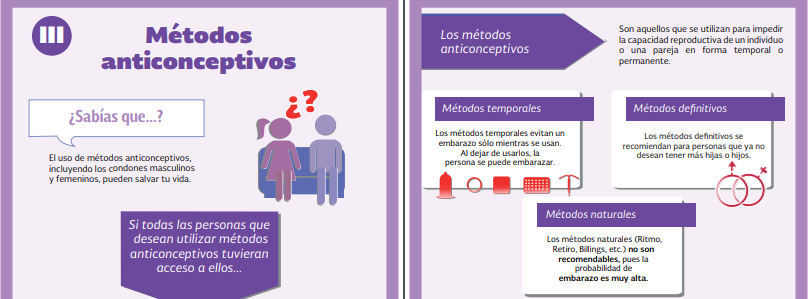 III
Métodos
anticonceptivos
¿Sabías que...?
El uso de métodos anticonceptivos,
incluyendo los condones masculinos
y femeninos, pueden salvar tu vida.
¿?
Si todas las personas que
desean utilizar métodos
anticonceptivos tuvieran
acceso a ellos...
Los métodos
anticonceptivos
Son aquellos que se utilizan para impedir
la capacidad reproductiva de un individuo
o una pareja en forma temporal o
permanente.
Métodos temporales
Los métodos temporales evitan un
embarazo sólo mientras se usan.
Al dejar de usarlos, la
persona se puede embarazar.
Métodos definitivos
Los métodos definitivos se
recomiendan para personas que ya no
desean tener más hijas o hijos.
Métodos naturales
Los métodos naturales (Ritmo,
Retiro, Billings, etc.) no son
recomendables, pues la
probabilidad de
embarazo es muy alta.